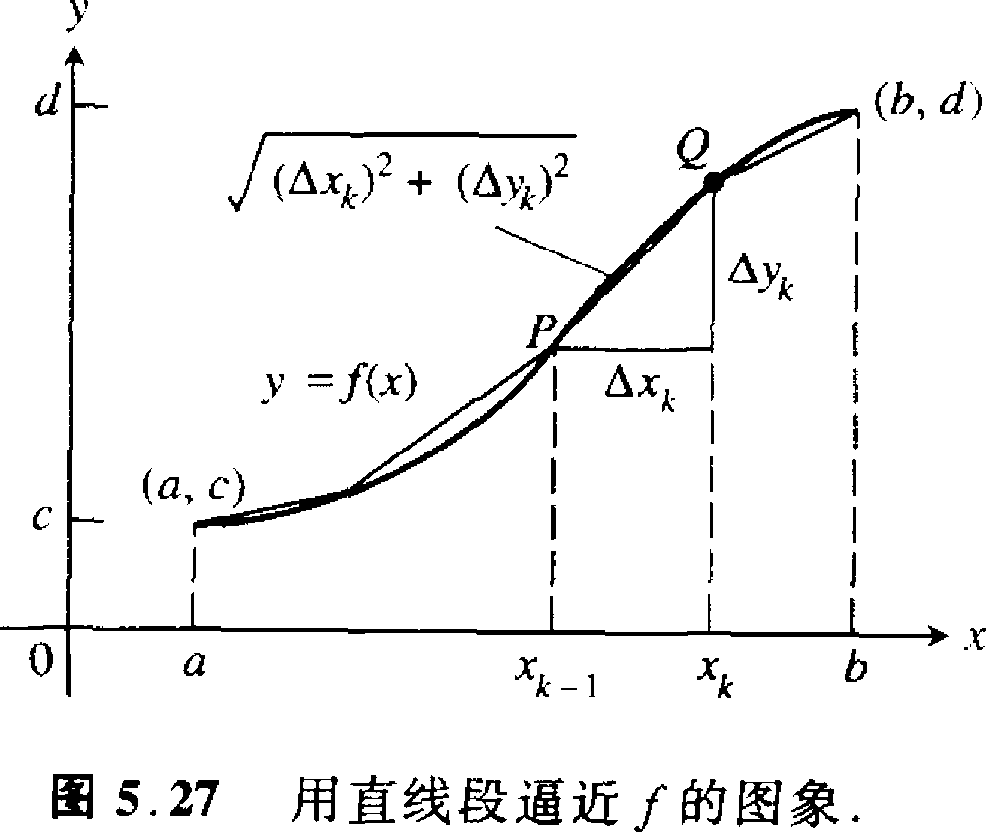 y
d
(b, d)
Q
√((Δx_k)² + (Δy_k)²)
Δy_k
P
y = f(x)
Δx_k
(a, c)
c
x
0
a
x_{k-1}
x_k
b
图 5.27 用直线段逼近 f 的图象.